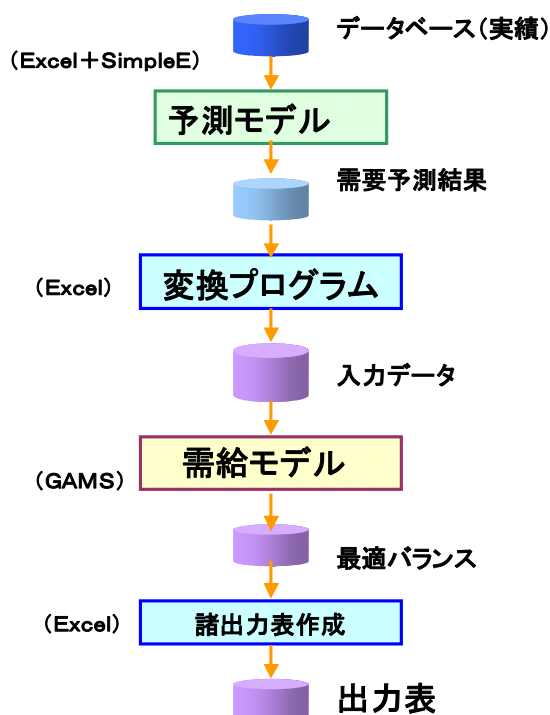 データベース（実績）
（Excel＋SimpleE）
予測モデル
需要予測結果
（Excel）
変換プログラム
入力データ
需給モデル
（GAMS）
最適バランス
（Excel）
諸出力表作成
出力表